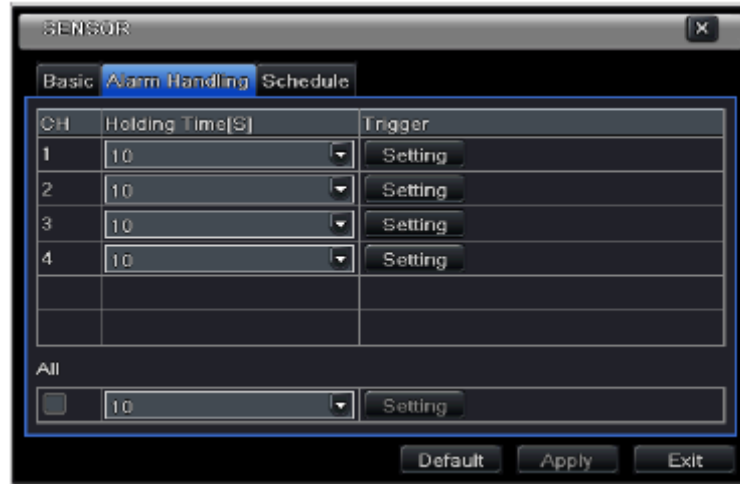 SENSOR
Basic Alarm Handling Schedule
CH Holding Time[S] Trigger
1 10 Setting
2 10 Setting
3 10 Setting
4 10 Setting
All
10 Setting
Default Apply Exit